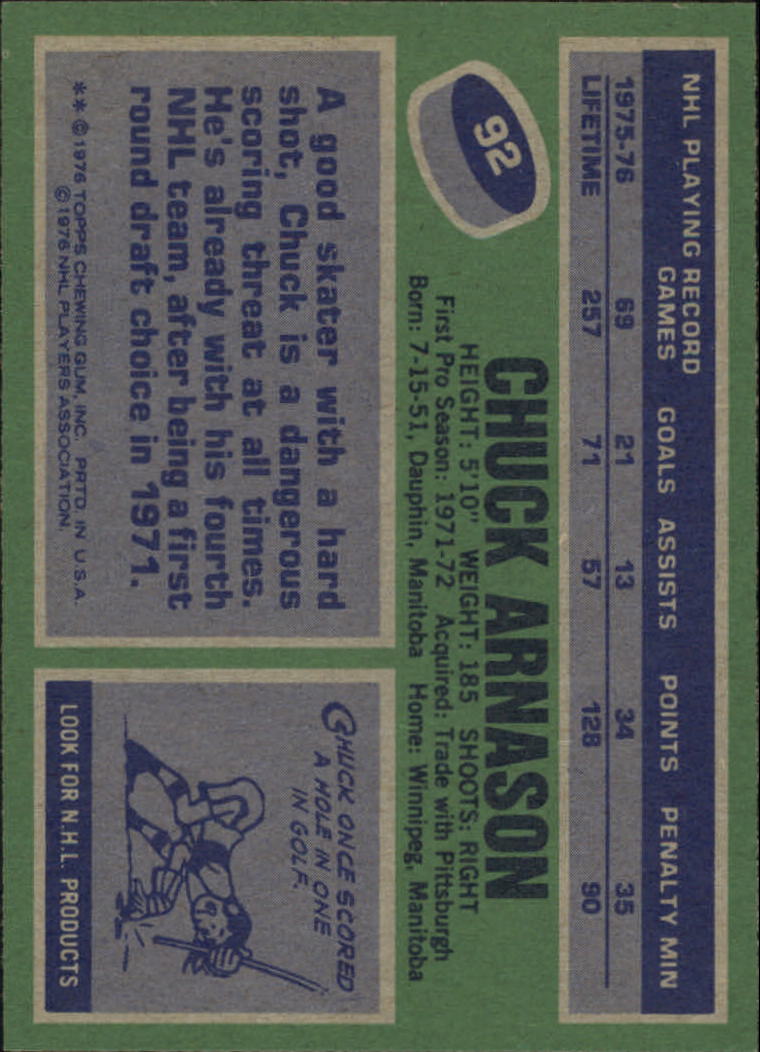 NHL PLAYING RECORD
GAMES GOALS ASSISTS POINTS PENALTY MIN
1975-76 69 21 13 34 35
LIFETIME 257 71 57 128 90
92
CHUCK ARNASON
HEIGHT: 5'10" WEIGHT: 185 SHOOTS: RIGHT
First Pro Season: 1971-72 Acquired: Trade with Pittsburgh
Born: 7-15-51, Dauphin, Manitoba Home: Winnipeg, Manitoba
A good skater with a hard
shot, Chuck is a dangerous
scoring threat at all times.
He's already with his fourth
NHL team, after being a first
round draft choice in 1971.
** ©1976 TOPPS CHEWING GUM, INC. PRTD. IN U.S.A.
©1976 NHL PLAYERS ASSOCIATION.
CHUCK ONCE SCORED
A HOLE IN ONE
IN GOLF.
LOOK FOR N.H.L. PRODUCTS